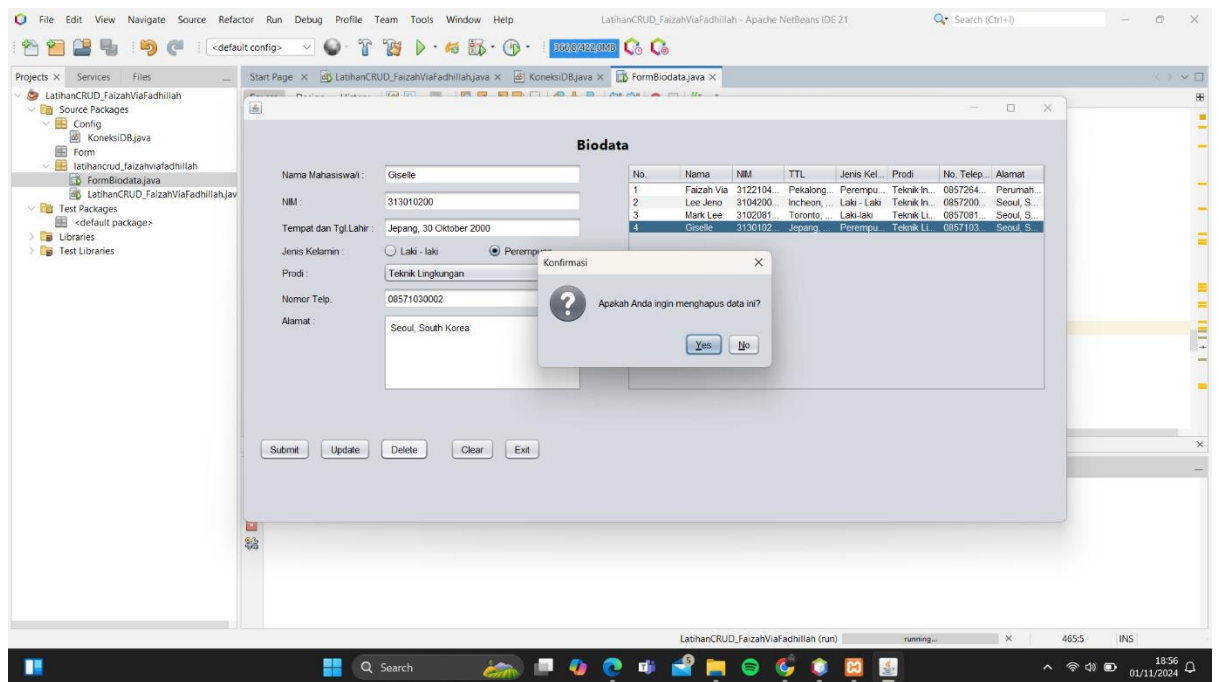 File Edit View Navigate Source Refactor Run Debug Profile Team Tools Window Help LatihanCRUD_FaizahViaFadhillah - Apache NetBeans IDE 21 Search (Ctrl+I)
<default config> 360,0/422,0MB
Projects Services Files
Start Page LatihanCRUD_FaizahViaFadhillah.java KoneksiDB.java FormBiodata.java
LatihanCRUD_FaizahViaFadhillah
Source Packages
Config
KoneksiDB.java
Form
latihancrud_faizahviafadhillah
FormBiodata.java
LatihanCRUD_FaizahViaFadhillah.jav
Test Packages
<default package>
Libraries
Test Libraries
Biodata
Nama Mahasiswa/i : Giselle
NIM : 313010200
Tempat dan Tgl.Lahir : Jepang, 30 Oktober 2000
Jenis Kelamin : Laki - laki Perempuan
Prodi : Teknik Lingkungan
Nomor Telp. 08571030002
Alamat : Seoul, South Korea
No. Nama NIM TTL Jenis Kel... Prodi No. Telep... Alamat
1 Faizah Via 3122104... Pekalong... Perempu... Teknik In... 0857264... Perumah...
2 Lee Jeno 3104200... Incheon, ... Laki - Laki Teknik In... 0857200... Seoul, S...
3 Mark Lee 3102081... Toronto, ... Laki-laki Teknik Li... 0857081... Seoul, S...
4 Giselle 3130102... Jepang, ... Perempu... Teknik Li... 0857103... Seoul, S...
Konfirmasi
Apakah Anda ingin menghapus data ini?
Yes No
Submit Update Delete Clear Exit
LatihanCRUD_FaizahViaFadhillah (run) running... 465:5 INS
Search
5
18:56
01/11/2024